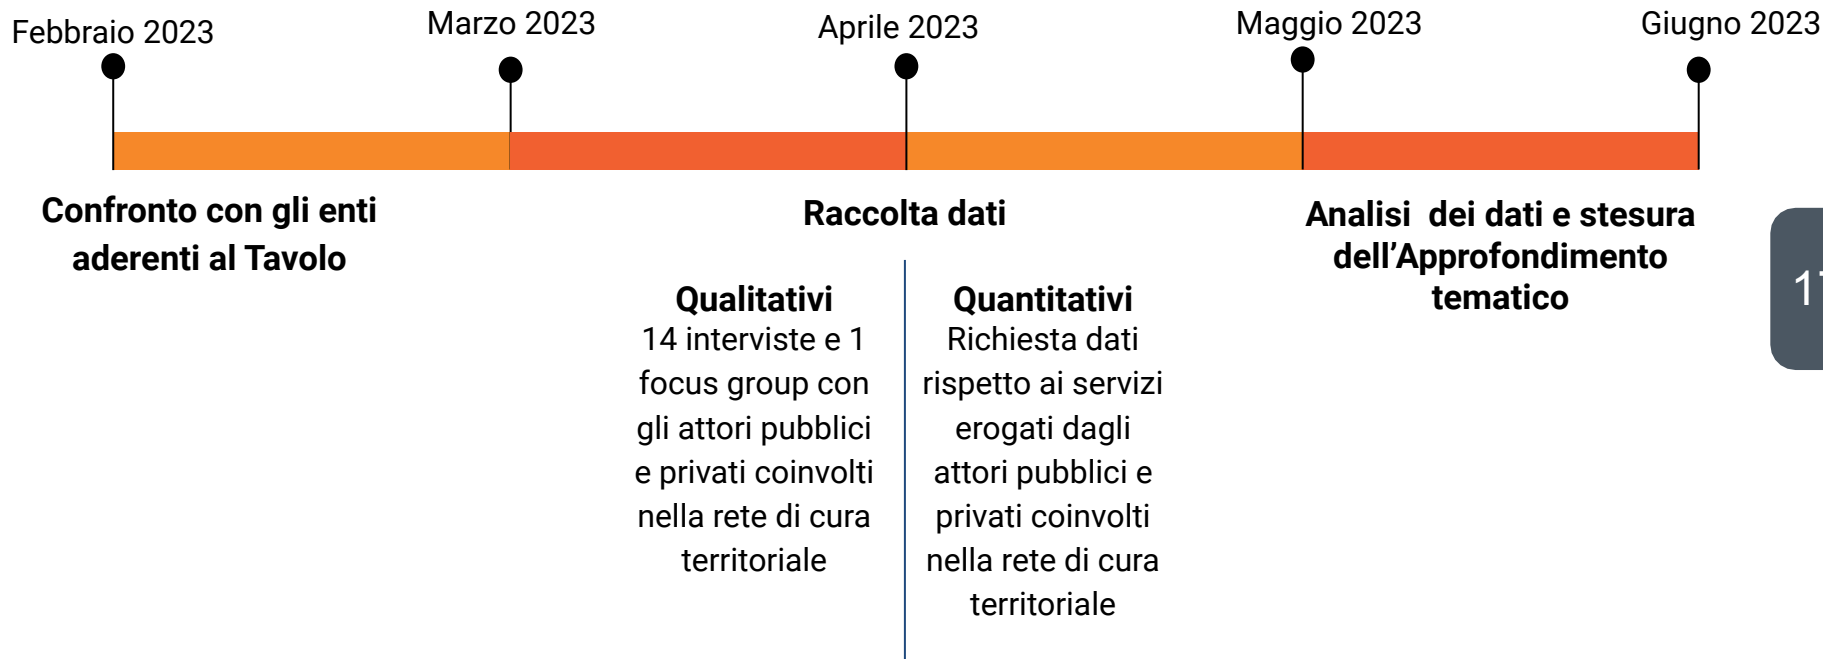 Febbraio 2023
Marzo 2023
Aprile 2023
Maggio 2023
Giugno 2023
Confronto con gli enti
aderenti al Tavolo
Raccolta dati
Qualitativi
14 interviste e 1
focus group con
gli attori pubblici
e privati coinvolti
nella rete di cura
territoriale
Quantitativi
Richiesta dati
rispetto ai servizi
erogati dagli
attori pubblici e
privati coinvolti
nella rete di cura
territoriale
Analisi  dei dati e stesura
dell’Approfondimento
tematico